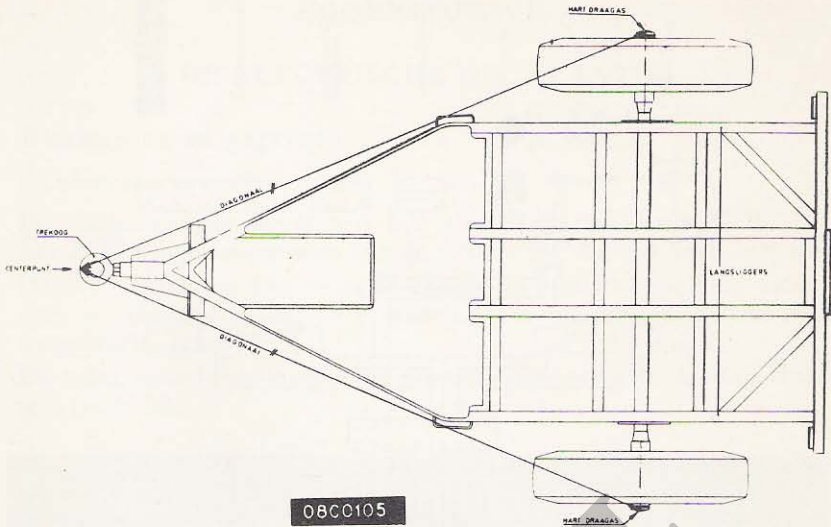 HART DRAAGAS
DIAGONAAL
TREKOOG
CENTERPUNT
LANGSLIGGERS
DIAGONAAL
08C0105
HART DRAAGAS